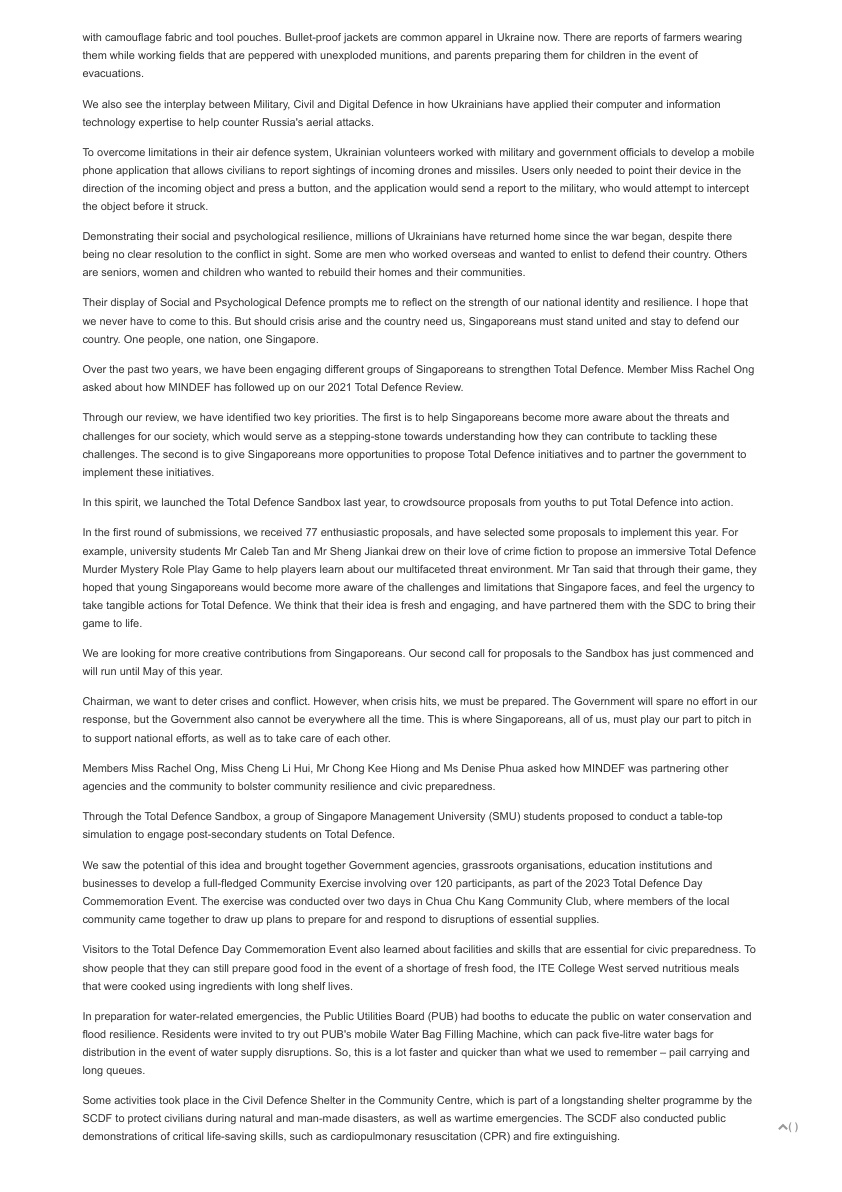 with camouflage fabric and tool pouches. Bullet-proof jackets are common apparel in Ukraine now. There are reports of farmers wearing
them while working fields that are peppered with unexploded munitions, and parents preparing them for children in the event of
evacuations.
We also see the interplay between Military, Civil and Digital Defence in how Ukrainians have applied their computer and information
technology expertise to help counter Russia's aerial attacks.
To overcome limitations in their air defence system, Ukrainian volunteers worked with military and government officials to develop a mobile
phone application that allows civilians to report sightings of incoming drones and missiles. Users only needed to point their device in the
direction of the incoming object and press a button, and the application would send a report to the military, who would attempt to intercept
the object before it struck.
Demonstrating their social and psychological resilience, millions of Ukrainians have returned home since the war began, despite there
being no clear resolution to the conflict in sight. Some are men who worked overseas and wanted to enlist to defend their country. Others
are seniors, women and children who wanted to rebuild their homes and their communities.
Their display of Social and Psychological Defence prompts me to reflect on the strength of our national identity and resilience. I hope that
we never have to come to this. But should crisis arise and the country need us, Singaporeans must stand united and stay to defend our
country. One people, one nation, one Singapore.
Over the past two years, we have been engaging different groups of Singaporeans to strengthen Total Defence. Member Miss Rachel Ong
asked about how MINDEF has followed up on our 2021 Total Defence Review.
Through our review, we have identified two key priorities. The first is to help Singaporeans become more aware about the threats and
challenges for our society, which would serve as a stepping-stone towards understanding how they can contribute to tackling these
challenges. The second is to give Singaporeans more opportunities to propose Total Defence initiatives and to partner the government to
implement these initiatives.
In this spirit, we launched the Total Defence Sandbox last year, to crowdsource proposals from youths to put Total Defence into action.
In the first round of submissions, we received 77 enthusiastic proposals, and have selected some proposals to implement this year. For
example, university students Mr Caleb Tan and Mr Sheng Jiankai drew on their love of crime fiction to propose an immersive Total Defence
Murder Mystery Role Play Game to help players learn about our multifaceted threat environment. Mr Tan said that through their game, they
hoped that young Singaporeans would become more aware of the challenges and limitations that Singapore faces, and feel the urgency to
take tangible actions for Total Defence. We think that their idea is fresh and engaging, and have partnered them with the SDC to bring their
game to life.
We are looking for more creative contributions from Singaporeans. Our second call for proposals to the Sandbox has just commenced and
will run until May of this year.
Chairman, we want to deter crises and conflict. However, when crisis hits, we must be prepared. The Government will spare no effort in our
response, but the Government also cannot be everywhere all the time. This is where Singaporeans, all of us, must play our part to pitch in
to support national efforts, as well as to take care of each other.
Members Miss Rachel Ong, Miss Cheng Li Hui, Mr Chong Kee Hiong and Ms Denise Phua asked how MINDEF was partnering other
agencies and the community to bolster community resilience and civic preparedness.
Through the Total Defence Sandbox, a group of Singapore Management University (SMU) students proposed to conduct a table-top
simulation to engage post-secondary students on Total Defence.
We saw the potential of this idea and brought together Government agencies, grassroots organisations, education institutions and
businesses to develop a full-fledged Community Exercise involving over 120 participants, as part of the 2023 Total Defence Day
Commemoration Event. The exercise was conducted over two days in Chua Chu Kang Community Club, where members of the local
community came together to draw up plans to prepare for and respond to disruptions of essential supplies.
Visitors to the Total Defence Day Commemoration Event also learned about facilities and skills that are essential for civic preparedness. To
show people that they can still prepare good food in the event of a shortage of fresh food, the ITE College West served nutritious meals
that were cooked using ingredients with long shelf lives.
In preparation for water-related emergencies, the Public Utilities Board (PUB) had booths to educate the public on water conservation and
flood resilience. Residents were invited to try out PUB's mobile Water Bag Filling Machine, which can pack five-litre water bags for
distribution in the event of water supply disruptions. So, this is a lot faster and quicker than what we used to remember – pail carrying and
long queues.
Some activities took place in the Civil Defence Shelter in the Community Centre, which is part of a longstanding shelter programme by the
SCDF to protect civilians during natural and man-made disasters, as well as wartime emergencies. The SCDF also conducted public
demonstrations of critical life-saving skills, such as cardiopulmonary resuscitation (CPR) and fire extinguishing.
( )